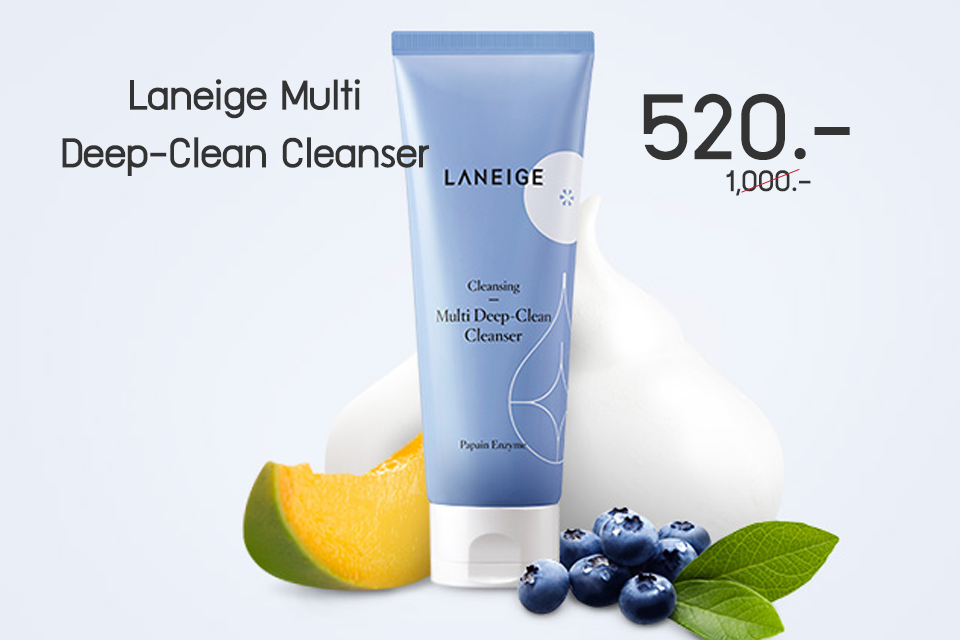 Laneige Multi
Deep-Clean Cleanser
520.-
1,000.-
LANEIGE
Cleansing
Multi Deep-Clean
Cleanser
Papain Enzyme